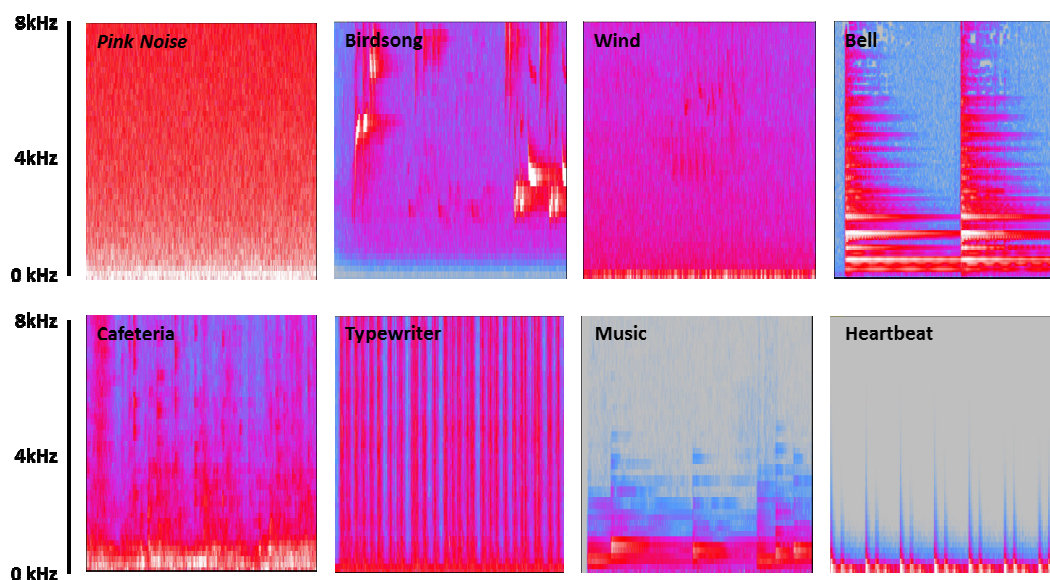 8kHz
Pink Noise
Birdsong
Wind
Bell
4kHz
0 kHz
8kHz
Cafeteria
Typewriter
Music
Heartbeat
4kHz
0 kHz